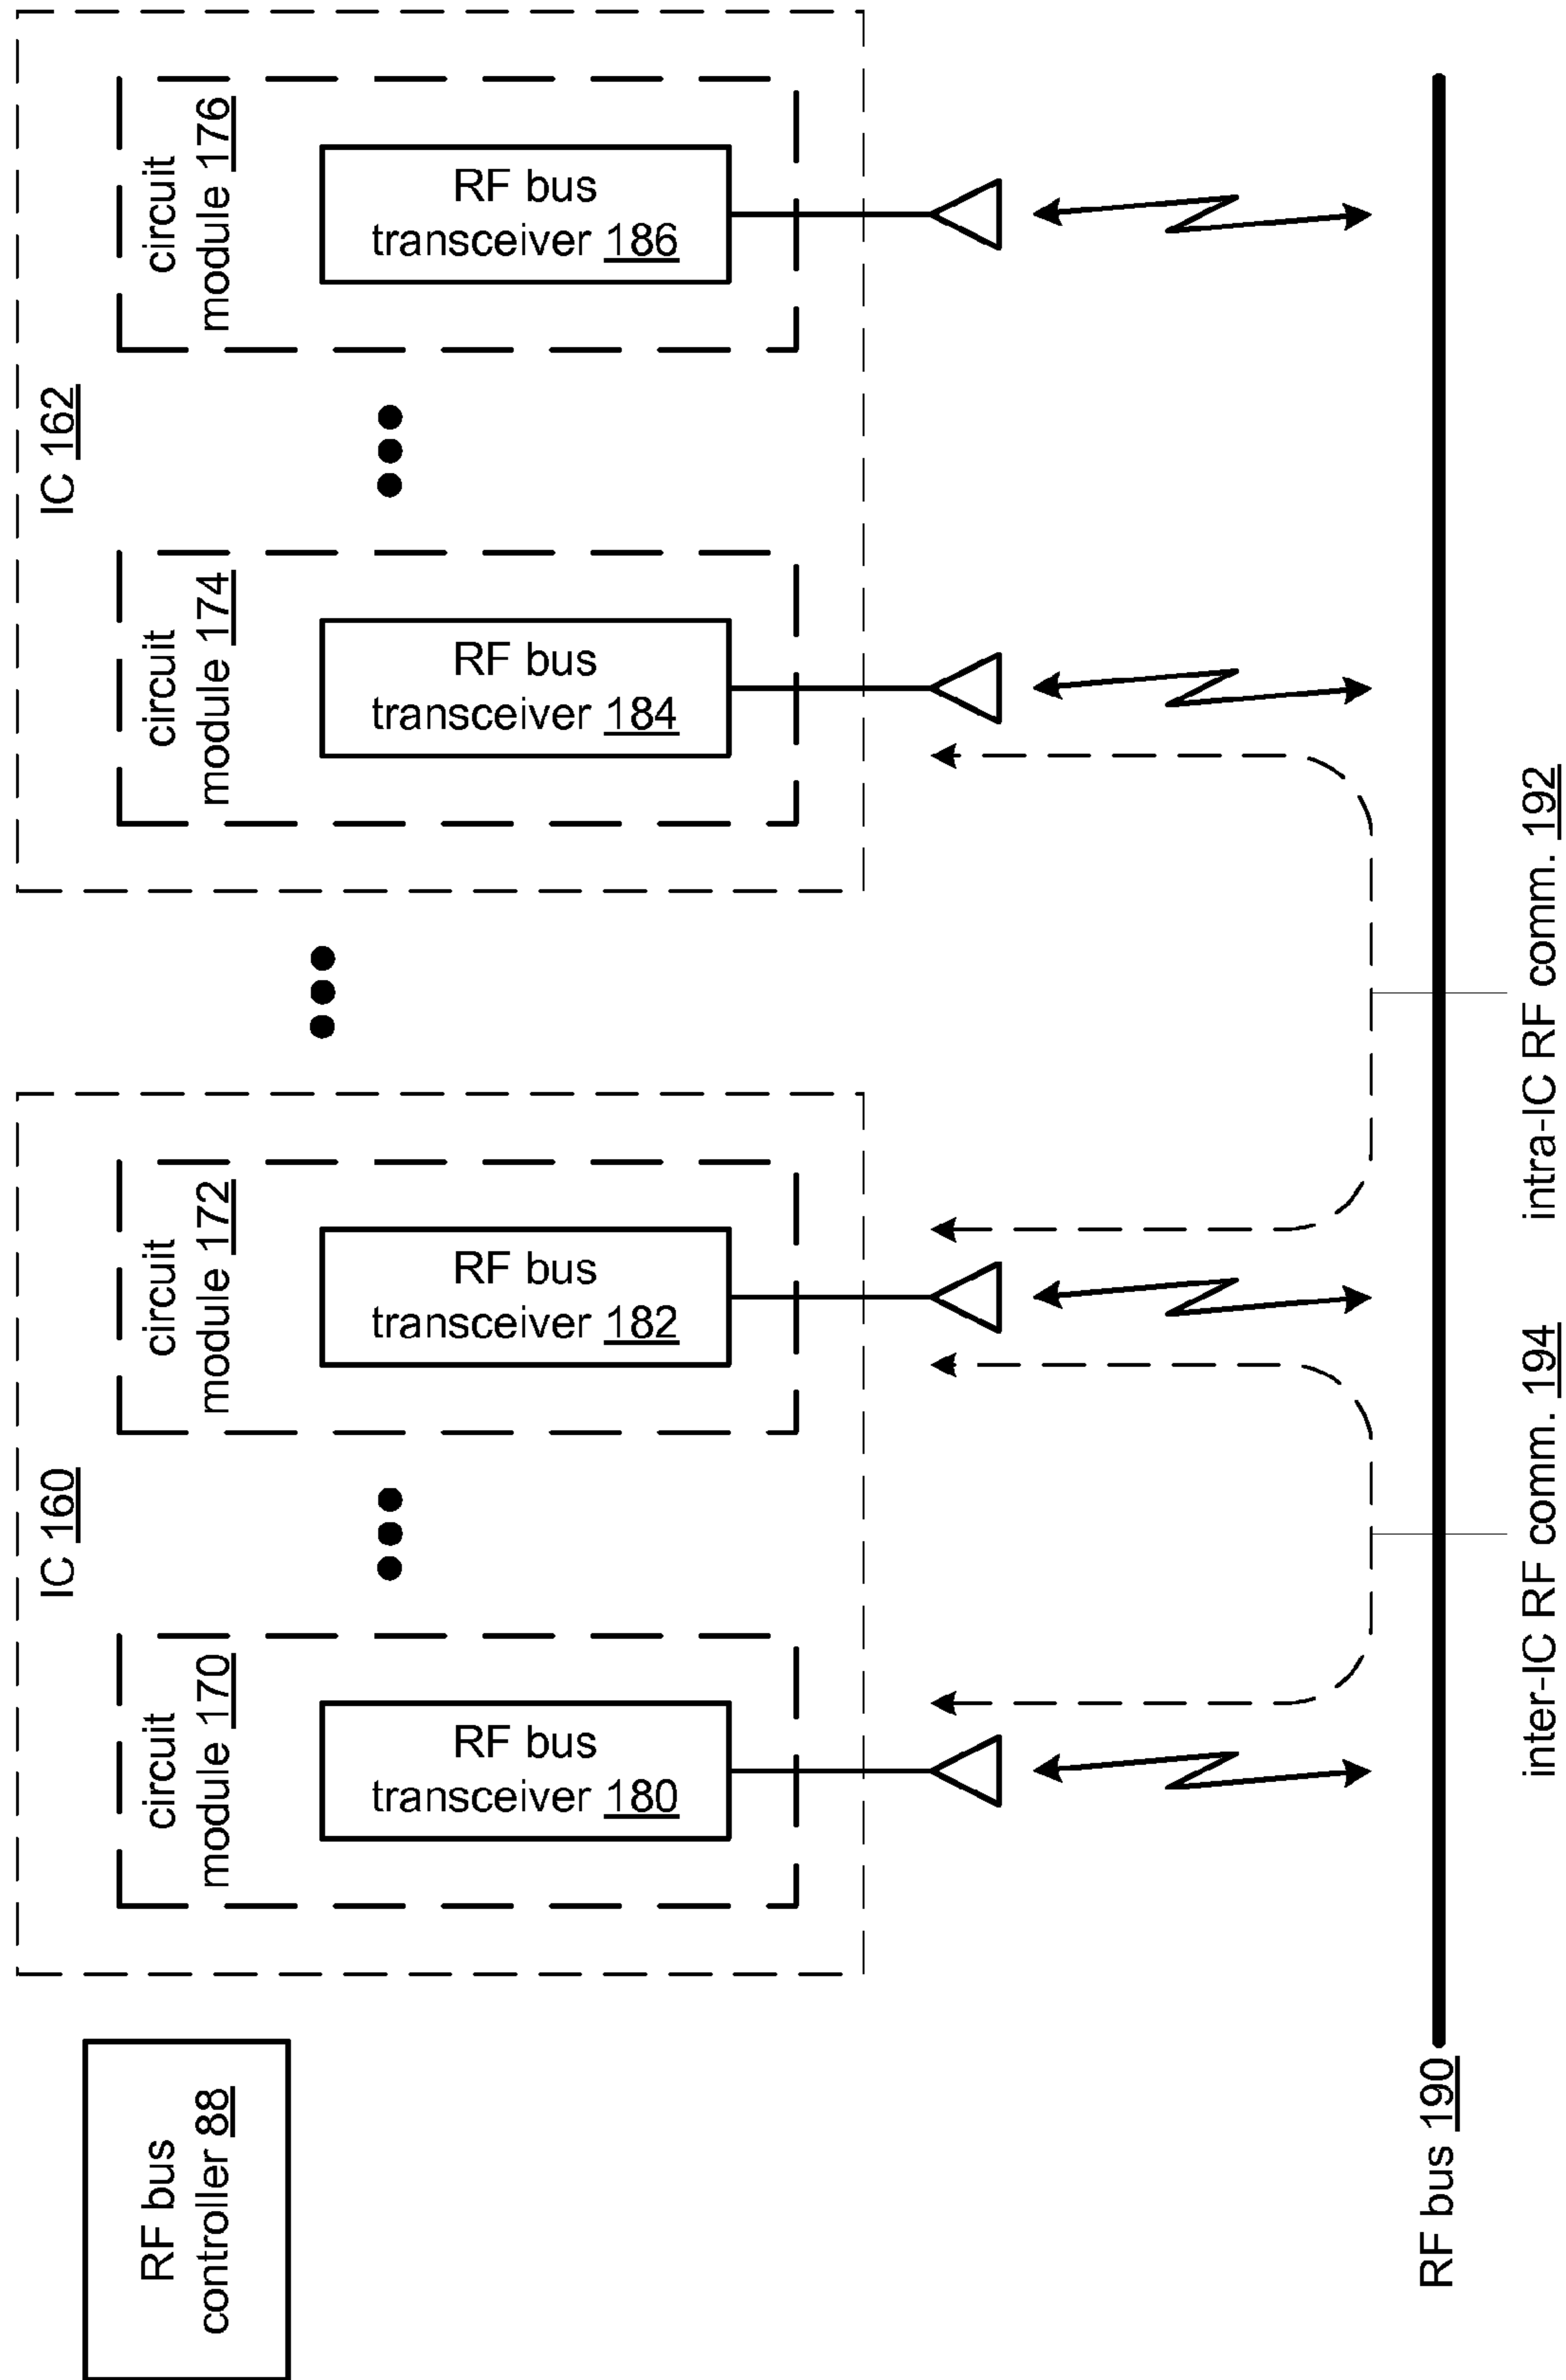 RF bus
controller 88
IC 160
circuit
module 170
RF bus
transceiver 180
circuit
module 172
RF bus
transceiver 182
IC 162
circuit
module 174
RF bus
transceiver 184
circuit
module 176
RF bus
transceiver 186
RF bus 190
inter-IC RF comm. 194
intra-IC RF comm. 192